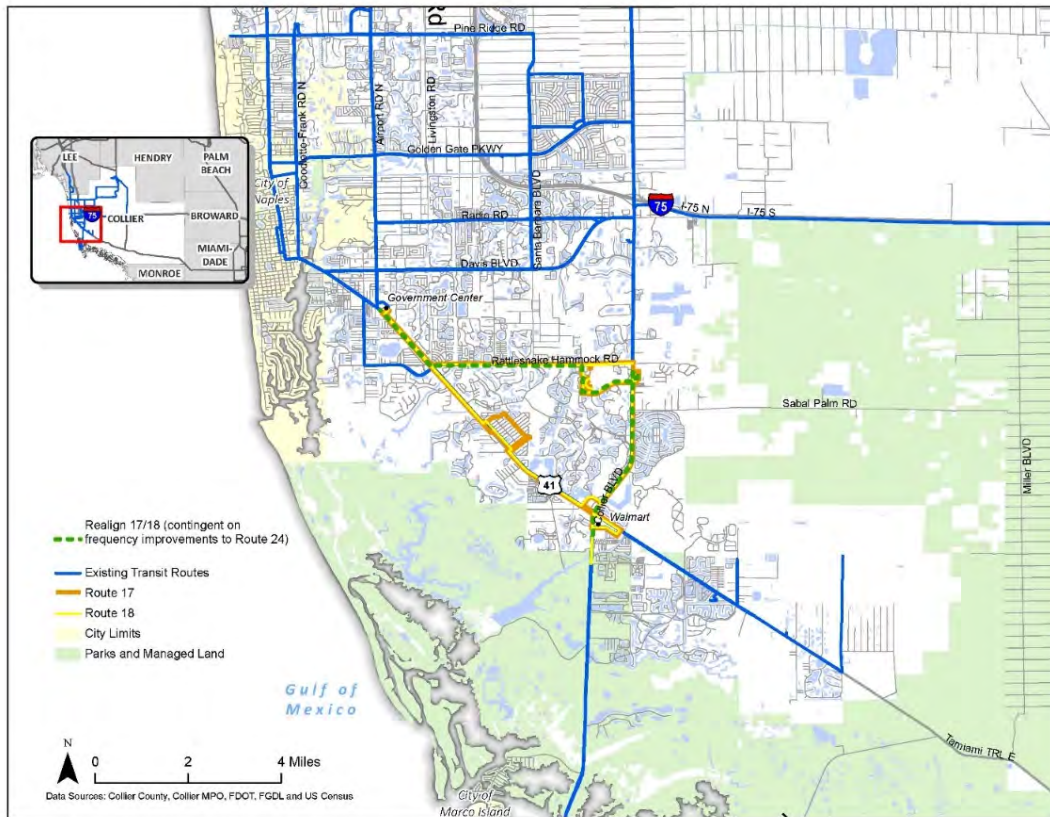 Pine Ridge RD
Goodlette-Frank RD N
Airport RD N
Livingston RD
Golden Gate PKWY
LEE
HENDRY
PALM
BEACH
75
COLLIER
BROWARD
MIAMI-
DADE
MONROE
City of
Naples
Santa Barbara BLVD
75
I-75 N
I-75 S
Radio RD
Davis BLVD
Government Center
Rattlesnake Hammock RD
Sabal Palm RD
Miller BLVD
41
Collier BLVD
Walmart
Realign 17/18 (contingent on
frequency improvements to Route 24)
Existing Transit Routes
Route 17
Route 18
City Limits
Parks and Managed Land
Gulf of
Mexico
Tamiami TRL E
N
0 2 4 Miles
Data Sources: Collier County, Collier MPO, FDOT, FGDL and US Census
City of
Marco Island